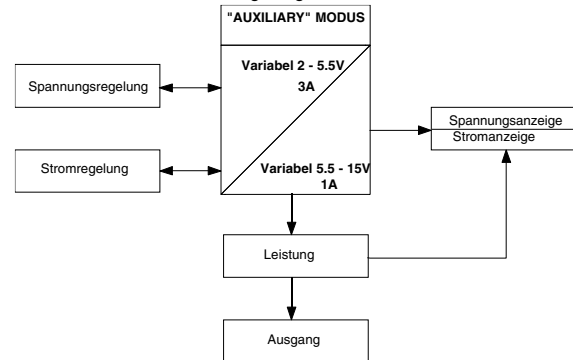 "AUXILIARY" MODUS
Variabel 2 - 5.5V
3A
Spannungsregelung
Spannungsanzeige
Stromanzeige
Stromregelung
Variabel 5.5 - 15V
1A
Leistung
Ausgang